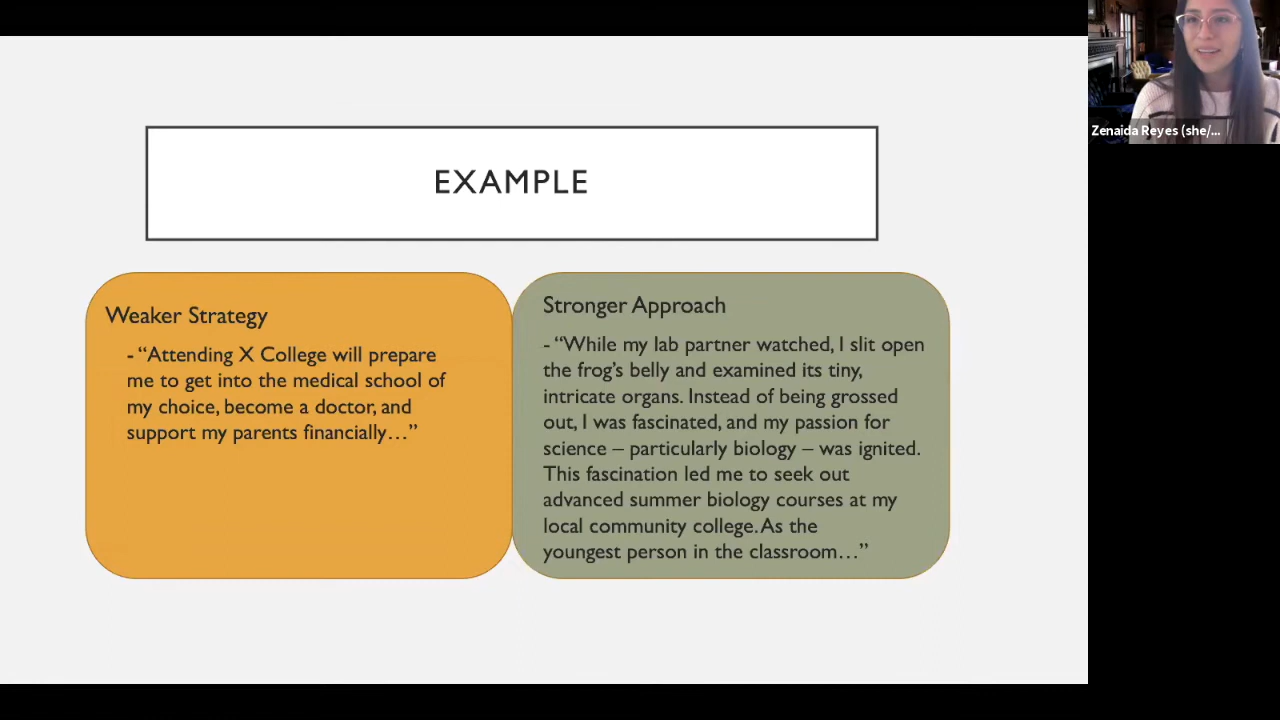 EXAMPLE
Weaker Strategy
- “Attending X College will prepare
me to get into the medical school of
my choice, become a doctor, and
support my parents financially…”
Stronger Approach
- “While my lab partner watched, I slit open
the frog’s belly and examined its tiny,
intricate organs. Instead of being grossed
out, I was fascinated, and my passion for
science – particularly biology – was ignited.
This fascination led me to seek out
advanced summer biology courses at my
local community college. As the
youngest person in the classroom…”
Zenaida Reyes (she/...